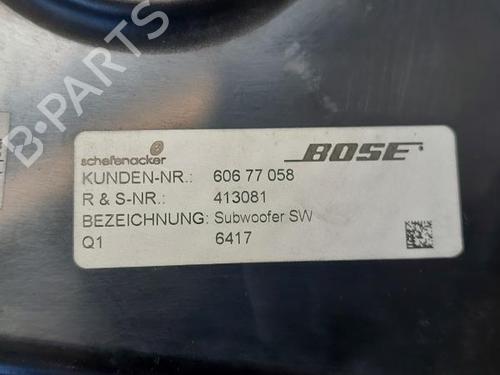 schefenacker
BOSE
KUNDEN-NR.: 606 77 058
R & S-NR.: 413081
BEZEICHNUNG: Subwoofer SW
Q1 6417
B-Parts